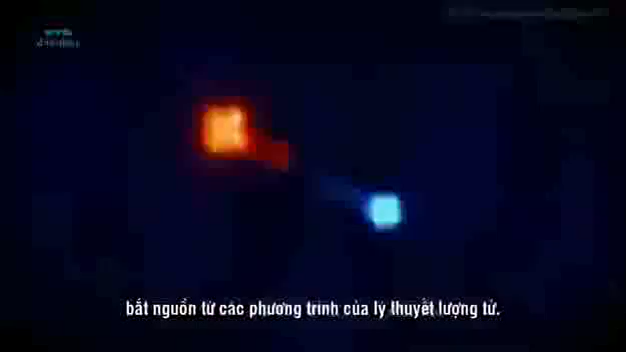 bắt nguồn từ các phương trình của lý thuyết lượng tử.